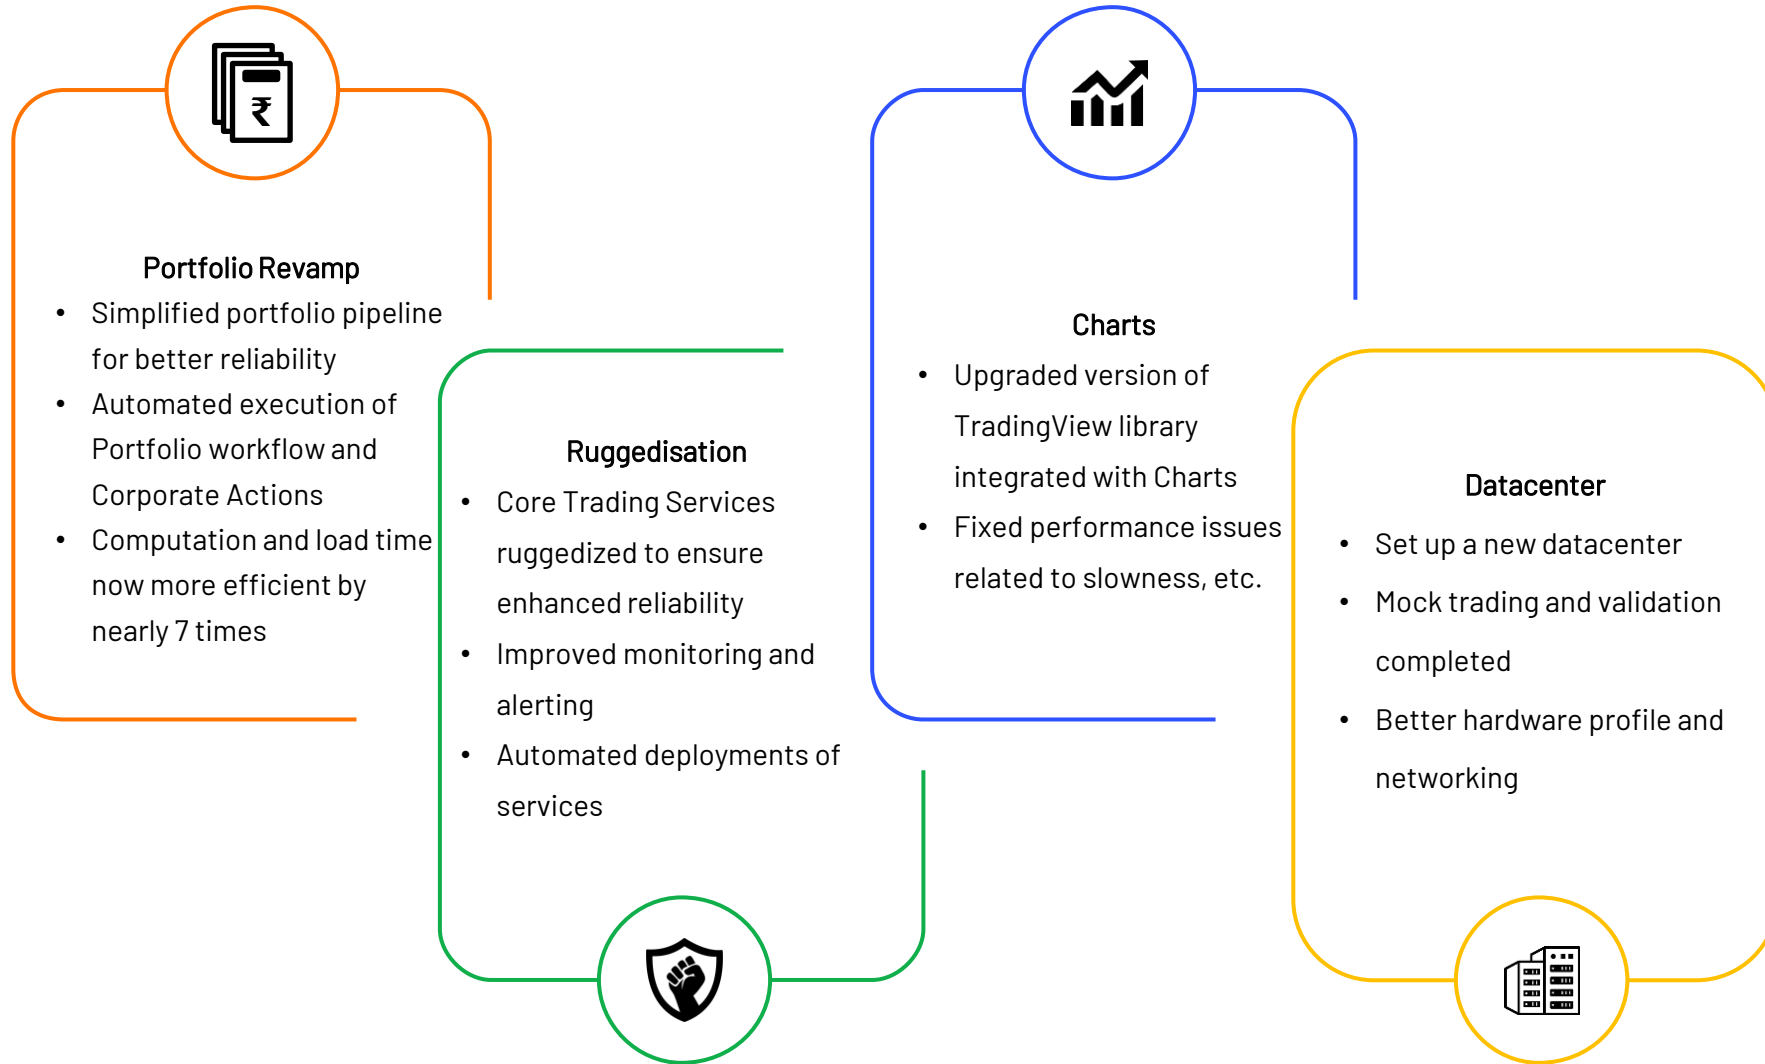 ₹
Portfolio Revamp
• Simplified portfolio pipeline
for better reliability
• Automated execution of
Portfolio workflow and
Corporate Actions
• Computation and load time
now more efficient by
nearly 7 times
Ruggedisation
• Core Trading Services
ruggedized to ensure
enhanced reliability
• Improved monitoring and
alerting
• Automated deployments of
services
Charts
• Upgraded version of
TradingView library
integrated with Charts
• Fixed performance issues
related to slowness, etc.
Datacenter
• Set up a new datacenter
• Mock trading and validation
completed
• Better hardware profile and
networking